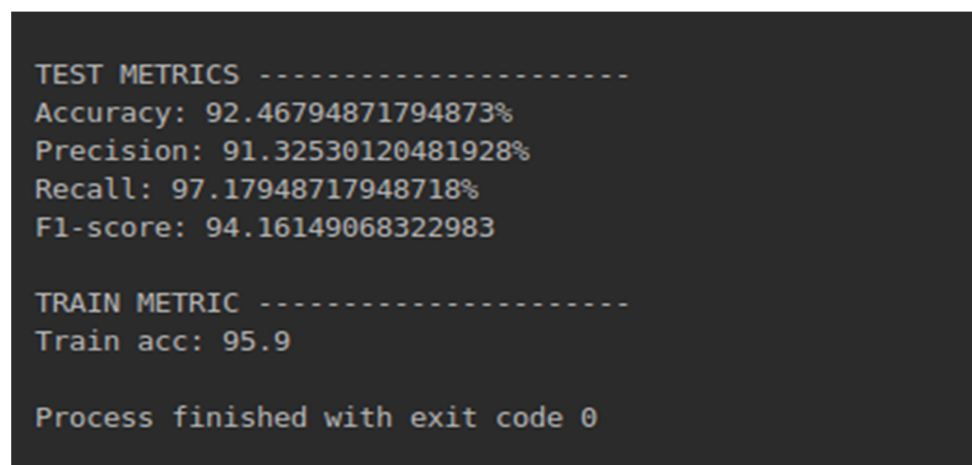 TEST METRICS ----------------------
Accuracy: 92.46794871794873%
Precision: 91.32530120481928%
Recall: 97.17948717948718%
F1-score: 94.16149068322983
TRAIN METRIC ----------------------
Train acc: 95.9
Process finished with exit code 0